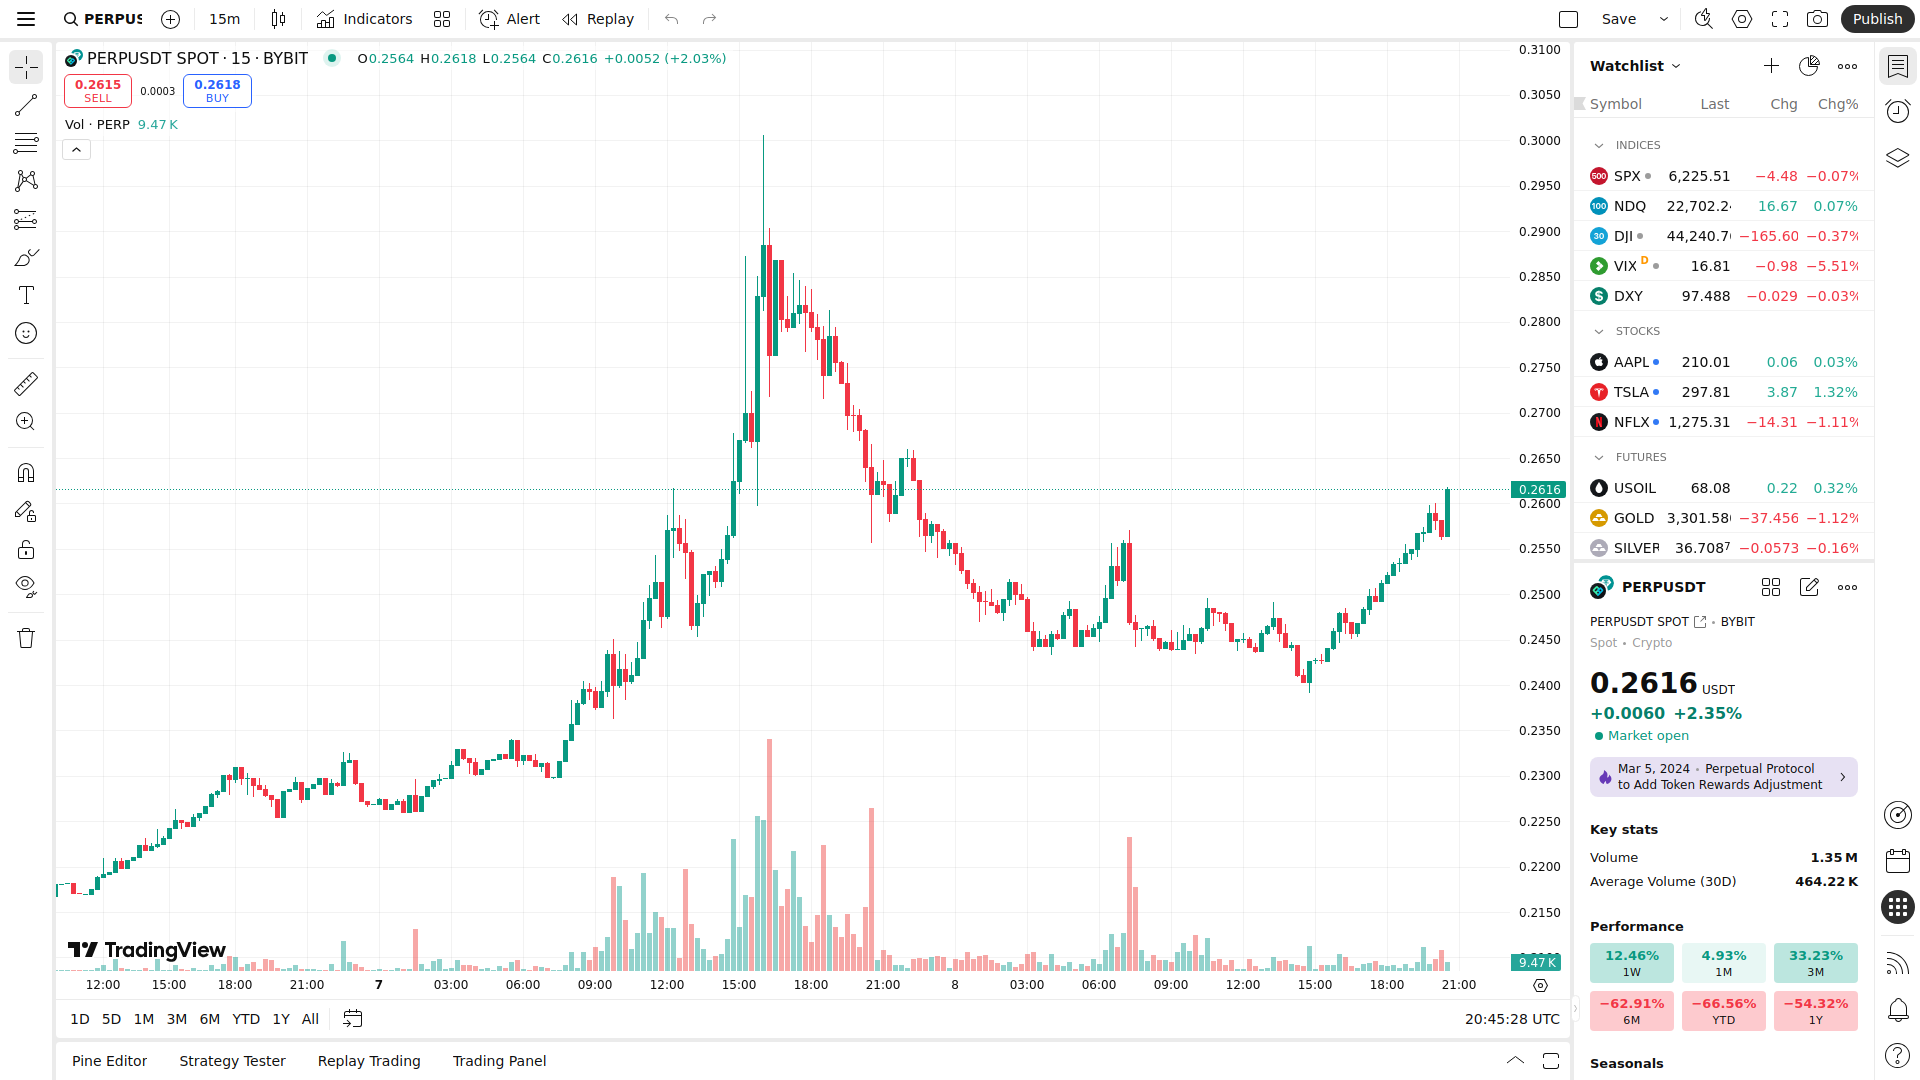 PERPUS
15m
Indicators
Alert
Replay
Save
Publish
PERPUSDT SPOT · 15 · BYBIT
O0.2564 H0.2618 L0.2564 C0.2616 +0.0052 (+2.03%)
0.2615
SELL
0.0003
0.2618
BUY
Vol · PERP 9.47 K
0.3100
0.3050
0.3000
0.2950
0.2900
0.2850
0.2800
0.2750
0.2700
0.2650
0.2616
0.2600
0.2550
0.2500
0.2450
0.2400
0.2350
0.2300
0.2250
0.2200
0.2150
9.47 K
TradingView
12:00 15:00 18:00 21:00 7 03:00 06:00 09:00 12:00 15:00 18:00 21:00 8 03:00 06:00 09:00 12:00 15:00 18:00 21:00
1D 5D 1M 3M 6M YTD 1Y All
20:45:28 UTC
Pine Editor Strategy Tester Replay Trading Trading Panel
Watchlist
Symbol Last Chg Chg%
INDICES
500 SPX 6,225.51 −4.48 −0.07%
100 NDQ 22,702.2 16.67 0.07%
30 DJI 44,240.7 −165.60 −0.37%
VIX D 16.81 −0.98 −5.51%
DXY 97.488 −0.029 −0.03%
STOCKS
AAPL 210.01 0.06 0.03%
TSLA 297.81 3.87 1.32%
NFLX 1,275.31 −14.31 −1.11%
FUTURES
USOIL 68.08 0.22 0.32%
GOLD 3,301.58 −37.456 −1.12%
SILVER 36.708⁷ −0.0573 −0.16%
PERPUSDT
PERPUSDT SPOT • BYBIT
Spot • Crypto
0.2616 USDT
+0.0060 +2.35%
Market open
Mar 5, 2024 • Perpetual Protocol
to Add Token Rewards Adjustment
Key stats
Volume 1.35 M
Average Volume (30D) 464.22 K
Performance
12.46% 4.93% 33.23%
1W 1M 3M
−62.91% −66.56% −54.32%
6M YTD 1Y
Seasonals